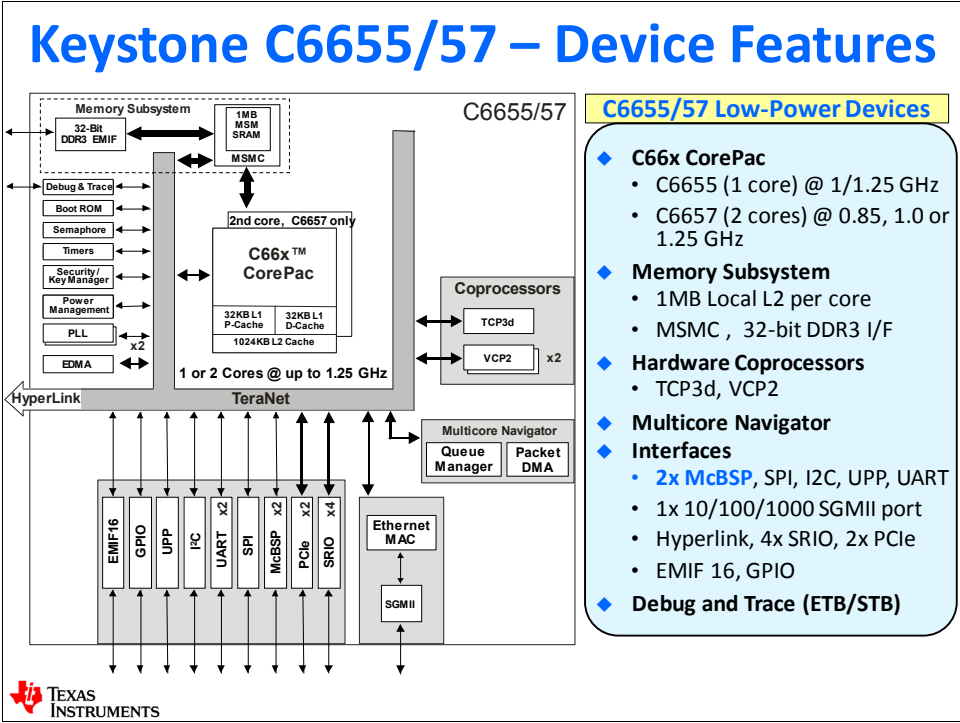 Keystone C6655/57 – Device Features
C6655/57
Memory Subsystem
32-Bit
DDR3 EMIF
1MB
MSM
SRAM
MSMC
Debug & Trace
Boot ROM
Semaphore
Timers
Security /
Key Manager
Power
Management
PLL
x2
EDMA
HyperLink
2nd core, C6657 only
C66x™
CorePac
32KB L1
P-Cache
32KB L1
D-Cache
1024KB L2 Cache
1 or 2 Cores @ up to 1.25 GHz
TeraNet
Coprocessors
TCP3d
VCP2
x2
Multicore Navigator
Queue
Manager
Packet
DMA
EMIF16
GPIO
UPP
I²C
UART x2
SPI
McBSP x2
PCIe x2
SRIO x4
Ethernet
MAC
SGMII
C6655/57 Low-Power Devices
◆ C66x CorePac
• C6655 (1 core) @ 1/1.25 GHz
• C6657 (2 cores) @ 0.85, 1.0 or
1.25 GHz
◆ Memory Subsystem
• 1MB Local L2 per core
• MSMC , 32-bit DDR3 I/F
◆ Hardware Coprocessors
• TCP3d, VCP2
◆ Multicore Navigator
◆ Interfaces
• 2x McBSP, SPI, I2C, UPP, UART
• 1x 10/100/1000 SGMII port
• Hyperlink, 4x SRIO, 2x PCIe
• EMIF 16, GPIO
◆ Debug and Trace (ETB/STB)
TEXAS
INSTRUMENTS